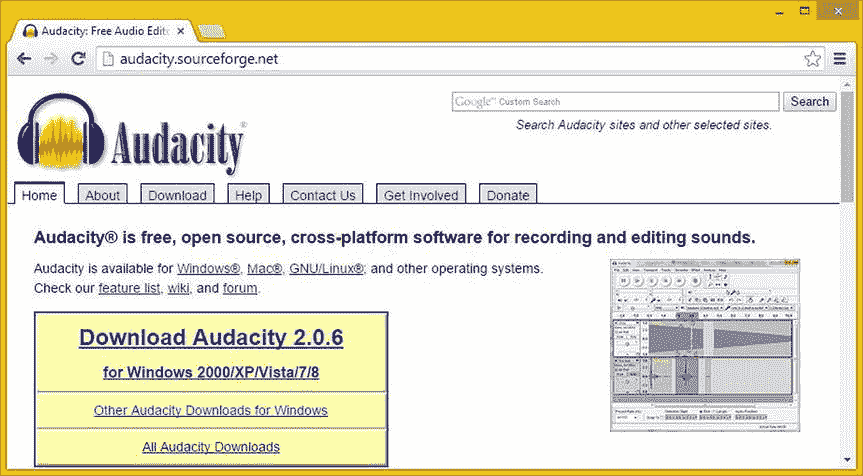 Audacity: Free Audio Edito
audacity.sourceforge.net
Google™ Custom Search
Search
Audacity®
Search Audacity sites and other selected sites.
Home About Download Help Contact Us Get Involved Donate
Audacity® is free, open source, cross-platform software for recording and editing sounds.
Audacity is available for Windows®, Mac®, GNU/Linux®, and other operating systems.
Check our feature list, wiki, and forum.
Download Audacity 2.0.6
for Windows 2000/XP/Vista/7/8
Other Audacity Downloads for Windows
All Audacity Downloads